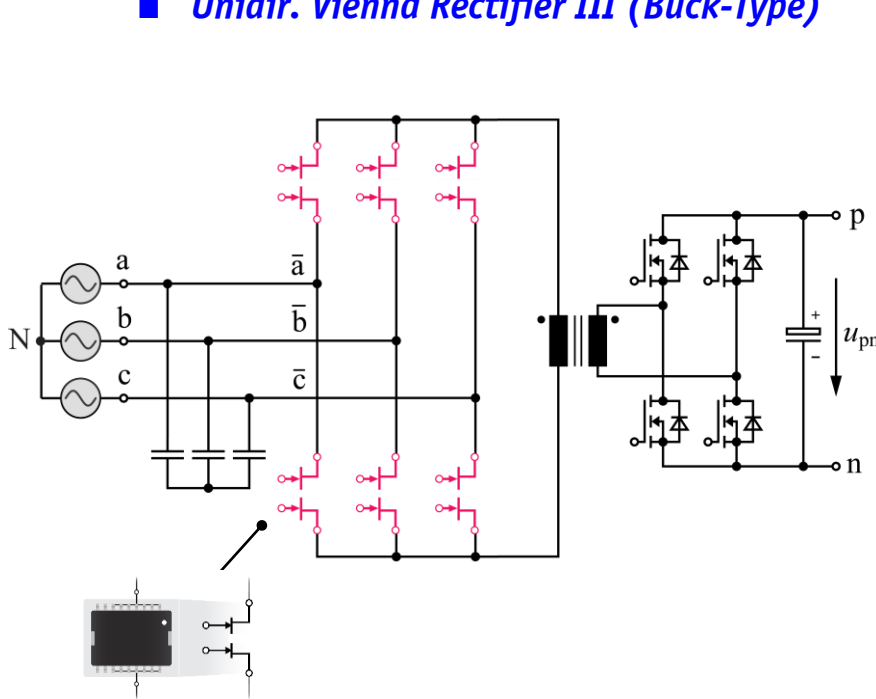 Unidir. Vienna Rectifier III (Buck-Type)
a
a̅
p
b
b̅
N
+
u
c
c̅
−
n